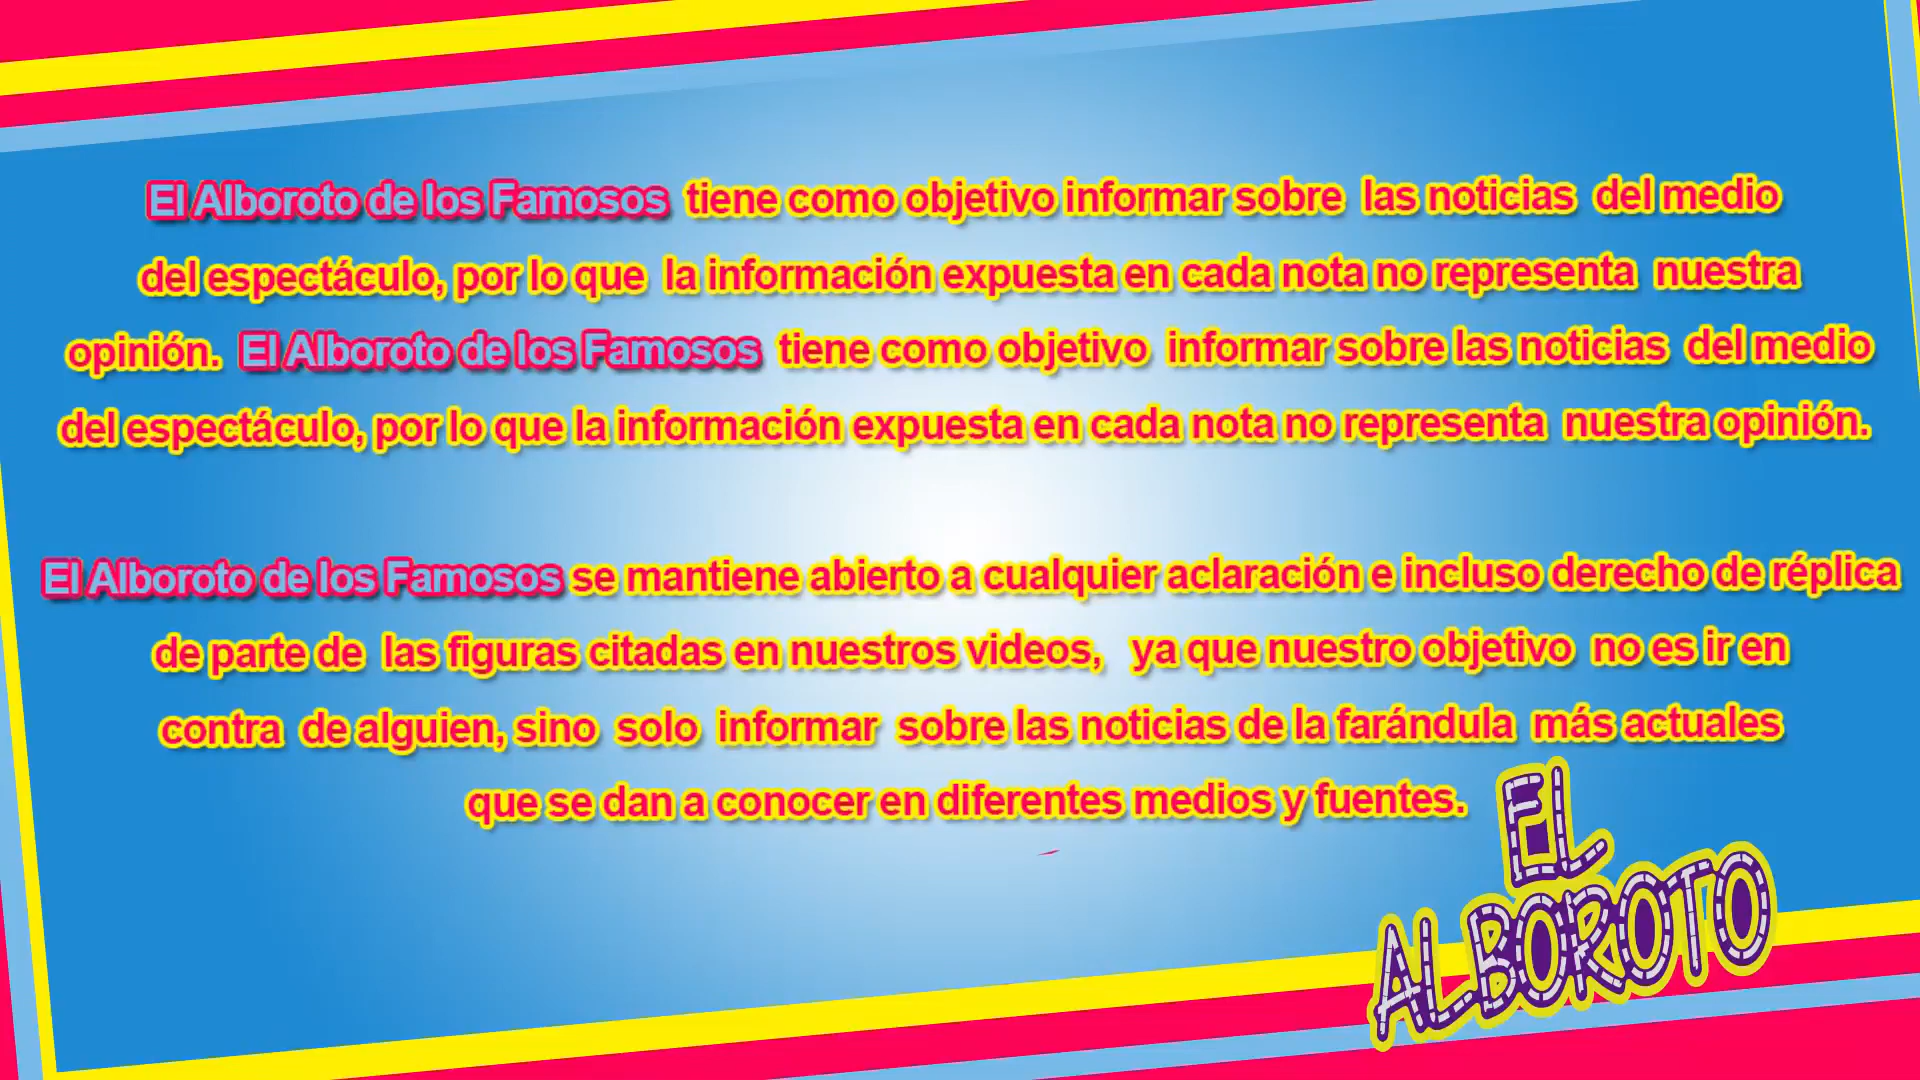 El Alboroto de los Famosos tiene como objetivo informar sobre las noticias del medio
del espectáculo, por lo que la información expuesta en cada nota no representa nuestra
opinión. El Alboroto de los Famosos tiene como objetivo informar sobre las noticias del medio
del espectáculo, por lo que la información expuesta en cada nota no representa nuestra opinión.
El Alboroto de los Famosos se mantiene abierto a cualquier aclaración e incluso derecho de réplica
de parte de las figuras citadas en nuestros videos, ya que nuestro objetivo no es ir en
contra de alguien, sino solo informar sobre las noticias de la farándula más actuales
que se dan a conocer en diferentes medios y fuentes.
EL
ALBOROTO